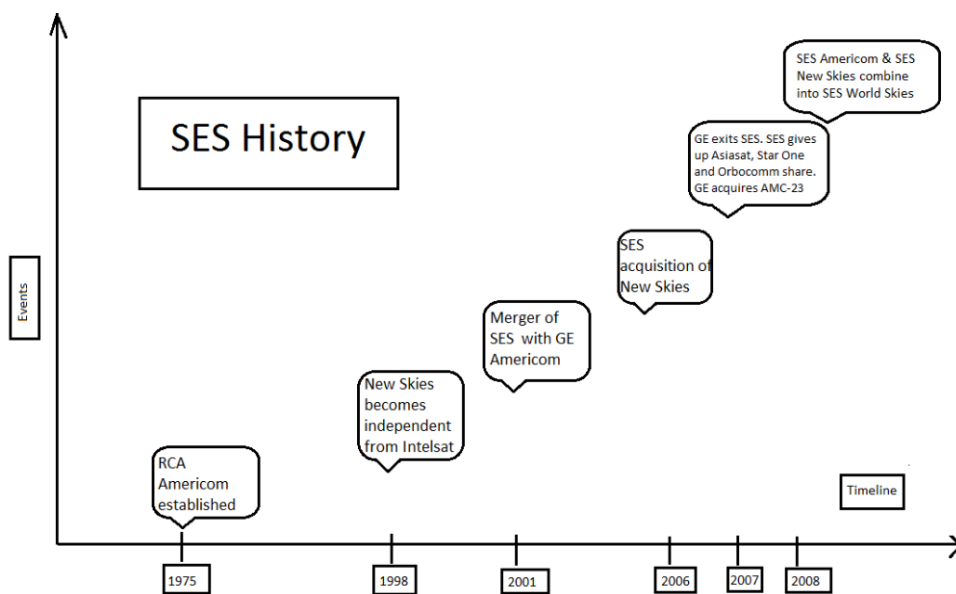 SES Americom & SES
New Skies combine
into SES World Skies
SES History
GE exits SES. SES gives
up Asiasat, Star One
and Orbocomm share.
GE acquires AMC-23
SES
acquisition of
New Skies
Events
Merger of
SES with GE
Americom
New Skies
becomes
independent
from Intelsat
RCA
Americom
established
Timeline
1975
1998
2001
2006
2007
2008